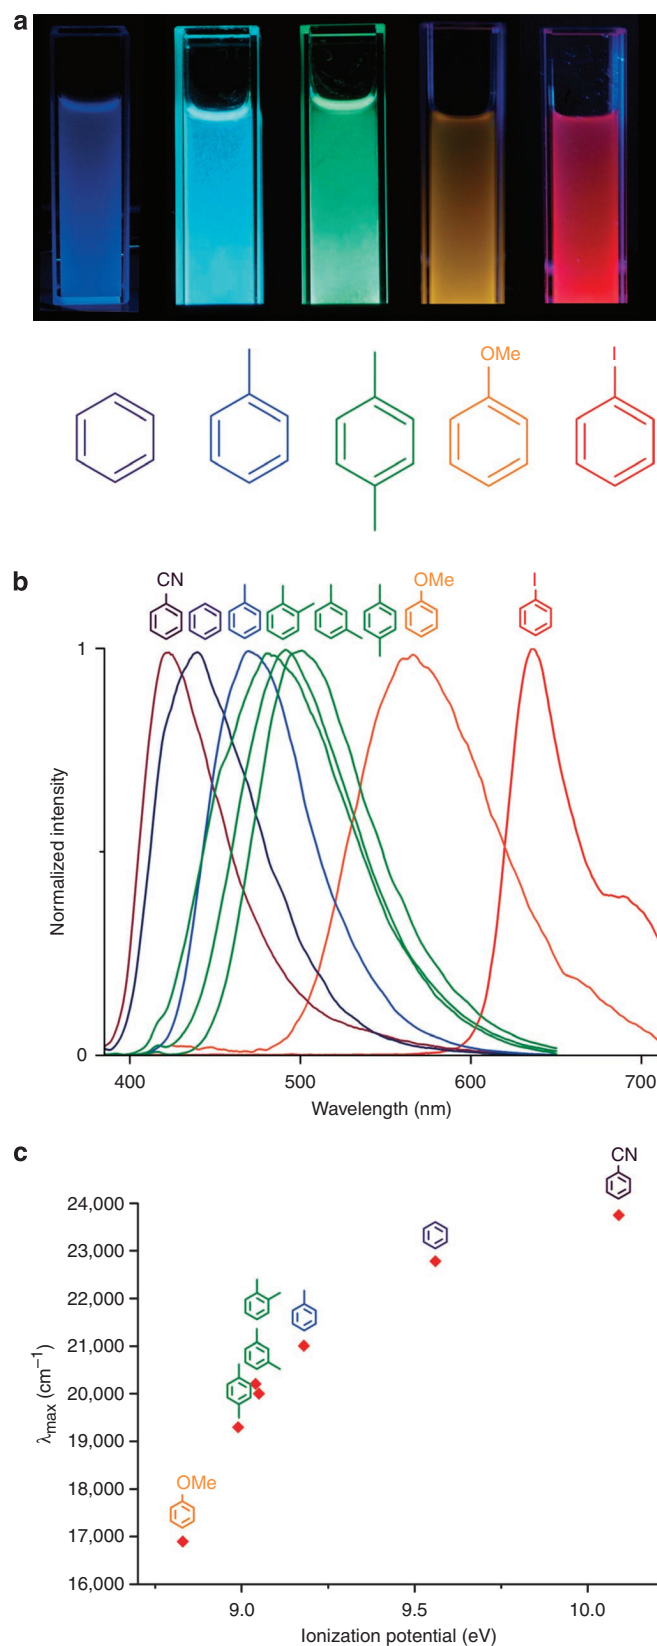 a
OMe
I
b
CN
OMe
I
1
Normalized intensity
0
400
500
600
700
Wavelength (nm)
c
CN
24,000
23,000
22,000
21,000
20,000
19,000
18,000
17,000
16,000
λmax (cm−1)
OMe
9.0
9.5
10.0
Ionization potential (eV)